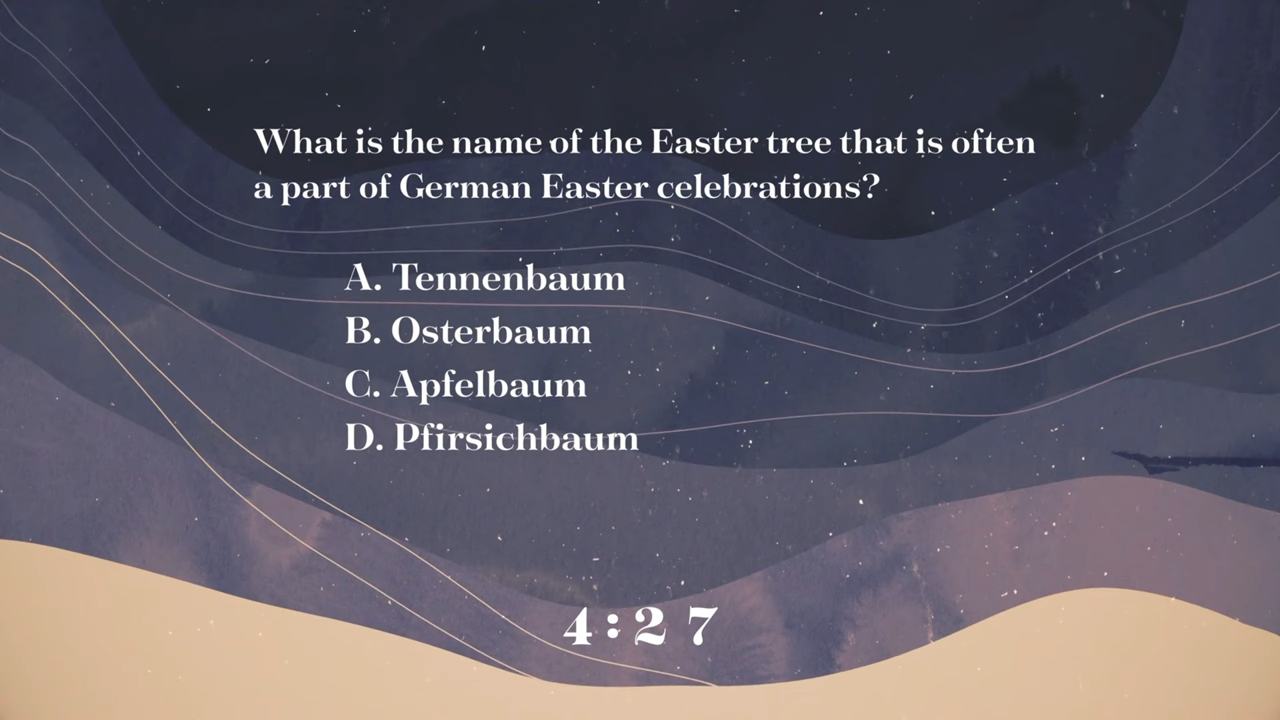 What is the name of the Easter tree that is often
a part of German Easter celebrations?
A. Tennenbaum
B. Osterbaum
C. Apfelbaum
D. Pfirsichbaum
4:27